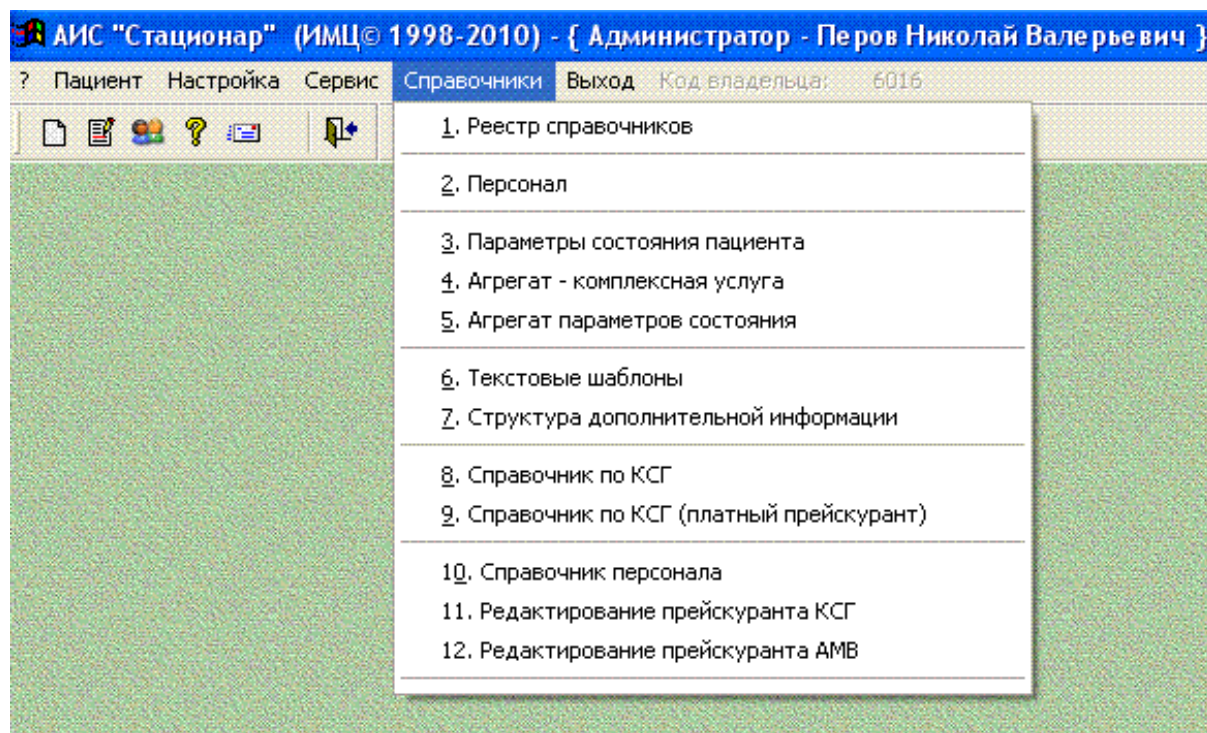 АИС "Стационар" (ИМЦ© 1998-2010) - { Администратор - Перов Николай Валерьевич }
? Пациент Настройка Сервис Справочники Выход Код владельца: 6016
1. Реестр справочников
2. Персонал
3. Параметры состояния пациента
4. Агрегат - комплексная услуга
5. Агрегат параметров состояния
6. Текстовые шаблоны
7. Структура дополнительной информации
8. Справочник по КСГ
9. Справочник по КСГ (платный прейскурант)
10. Справочник персонала
11. Редактирование прейскуранта КСГ
12. Редактирование прейскуранта АМВ